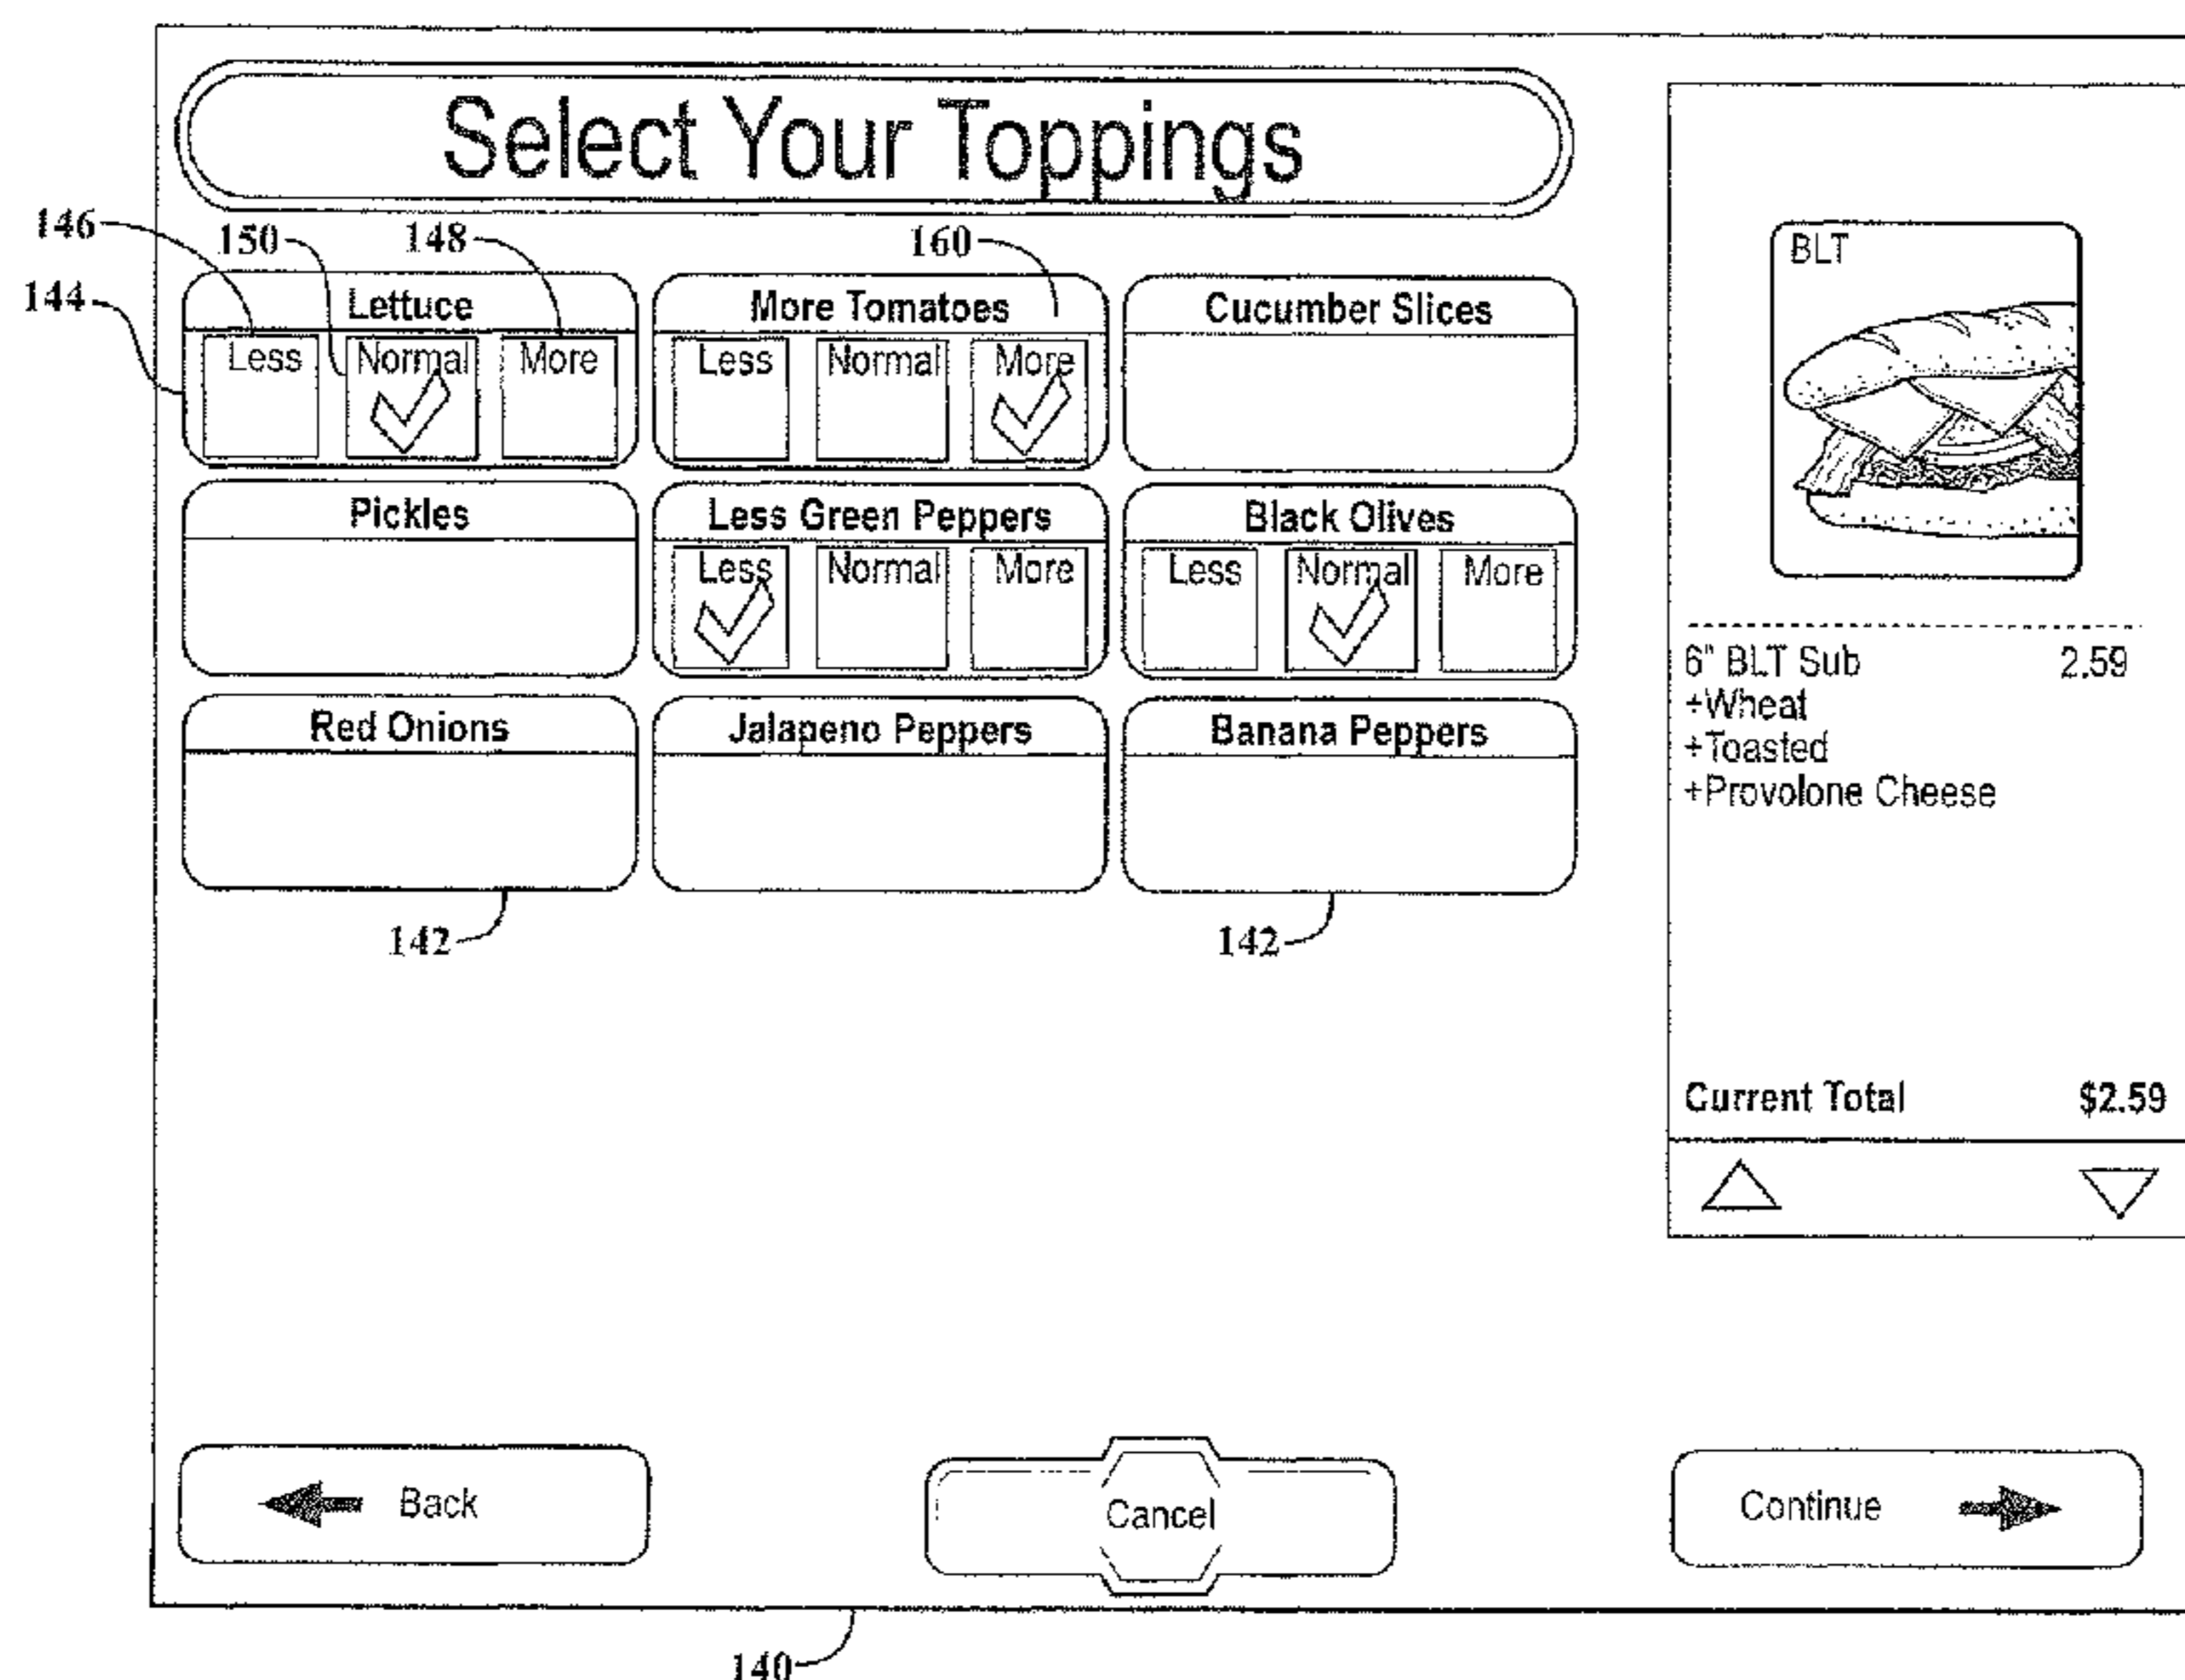 Select Your Toppings
146
150
148
160
144
Lettuce
Less Normal More
More Tomatoes
Less Normal More
Cucumber Slices
Pickles
Less Green Peppers
Less Normal More
Black Olives
Less Normal More
Red Onions
Jalapeno Peppers
Banana Peppers
142
142
BLT
6" BLT Sub 2.59
+Wheat
+Toasted
+Provolone Cheese
Current Total $2.59
Back
Cancel
Continue
140